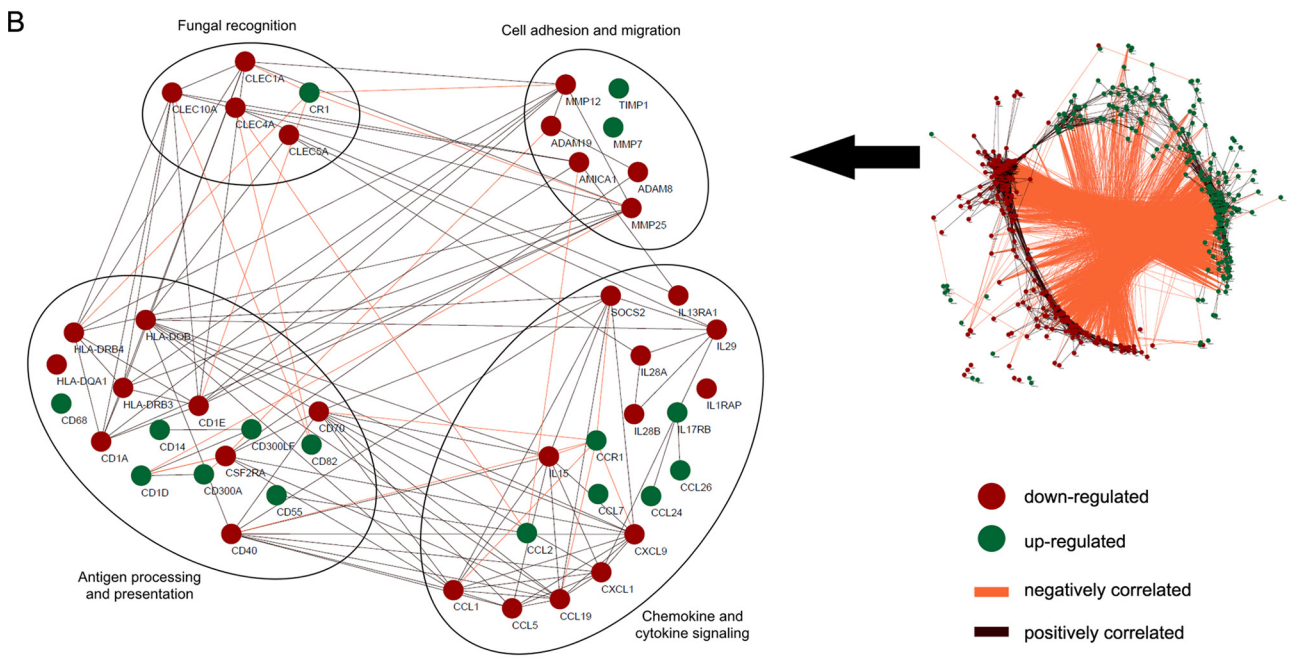 B
Fungal recognition
Cell adhesion and migration
CLEC1A
CLEC10A
CR1
CLEC4A
CLEC5A
MMP12
TIMP1
ADAM19
MMP7
AMICA1
ADAM8
MMP25
SOCS2
IL13RA1
HLA-DRB4
HLA-DOB
IL29
HLA-DQA1
IL28A
HLA-DRB3
CD1E
IL1RAP
CD68
CD70
IL28B
IL17RB
CD14
CD300LF
CD1A
CD82
CCR1
CSF2RA
IL15
CD1D
CD300A
CCL26
CD55
CCL7
CCL24
CD40
CCL2
CXCL9
CXCL1
CCL1
CCL5
CCL19
Antigen processing
and presentation
Chemokine and
cytokine signaling
down-regulated
up-regulated
negatively correlated
positively correlated